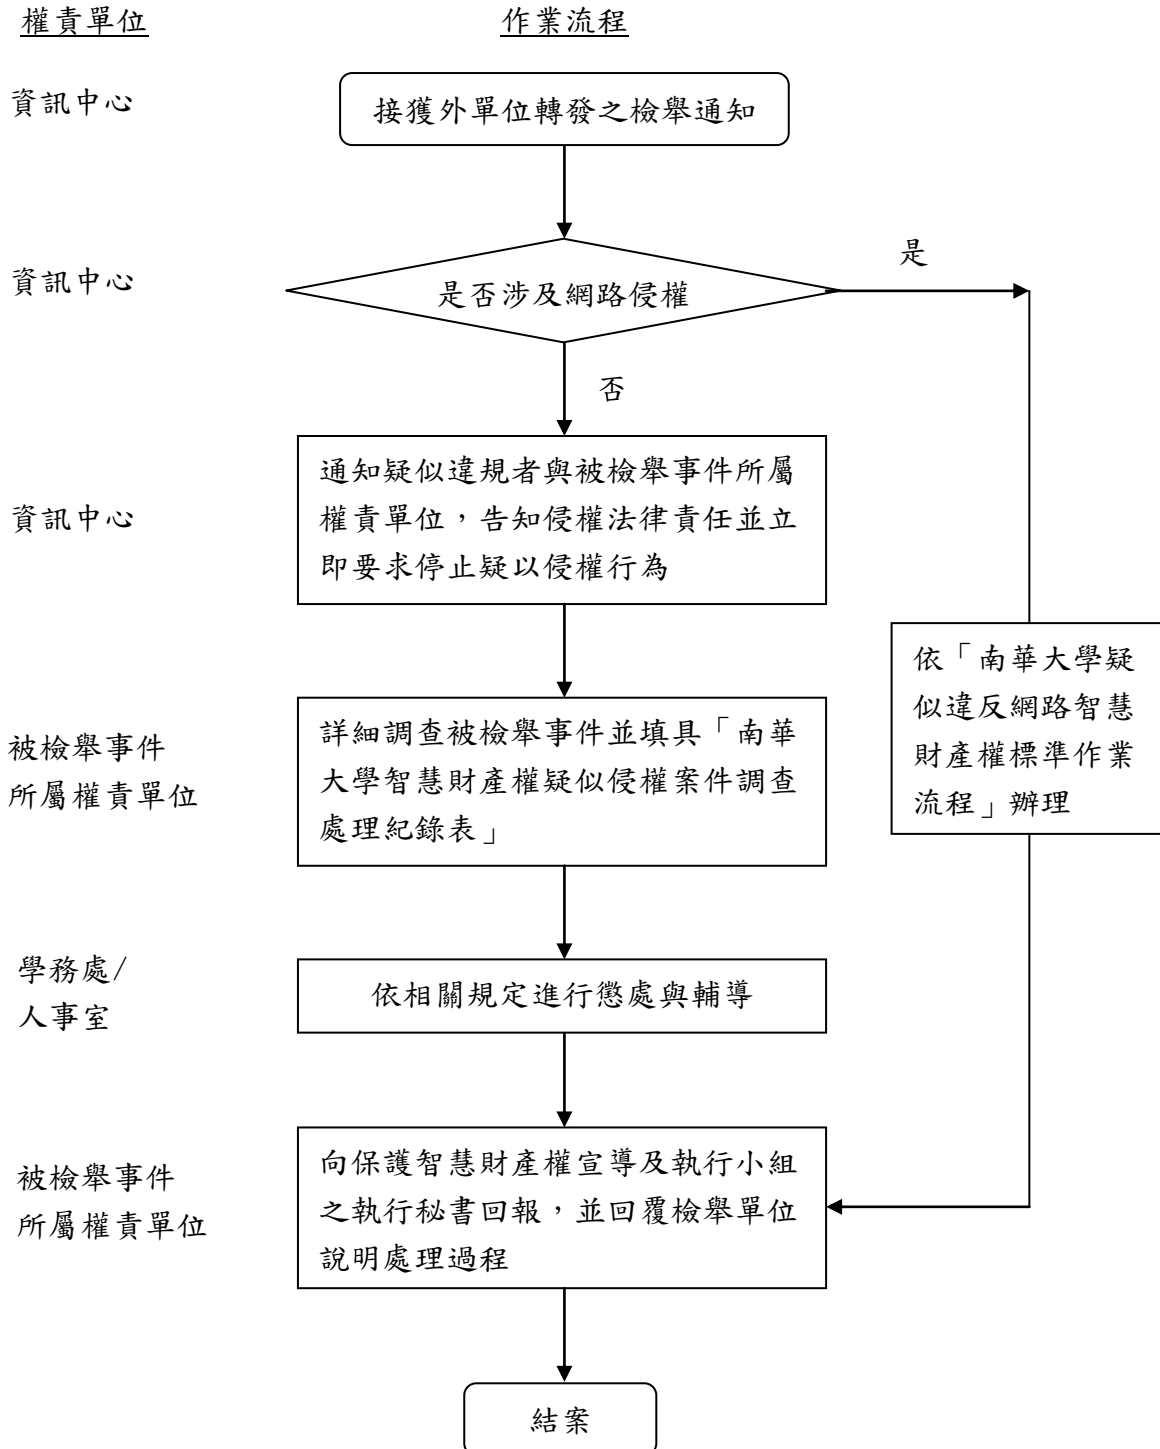 權責單位
作業流程
資訊中心
接獲外單位轉發之檢舉通知
資訊中心
是否涉及網路侵權
是
否
資訊中心
通知疑似違規者與被檢舉事件所屬
權責單位，告知侵權法律責任並立
即要求停止疑以侵權行為
依「南華大學疑
似違反網路智慧
財產權標準作業
流程」辦理
被檢舉事件
所屬權責單位
詳細調查被檢舉事件並填具「南華
大學智慧財產權疑似侵權案件調查
處理紀錄表」
學務處/
人事室
依相關規定進行懲處與輔導
被檢舉事件
所屬權責單位
向保護智慧財產權宣導及執行小組
之執行秘書回報，並回覆檢舉單位
說明處理過程
結案